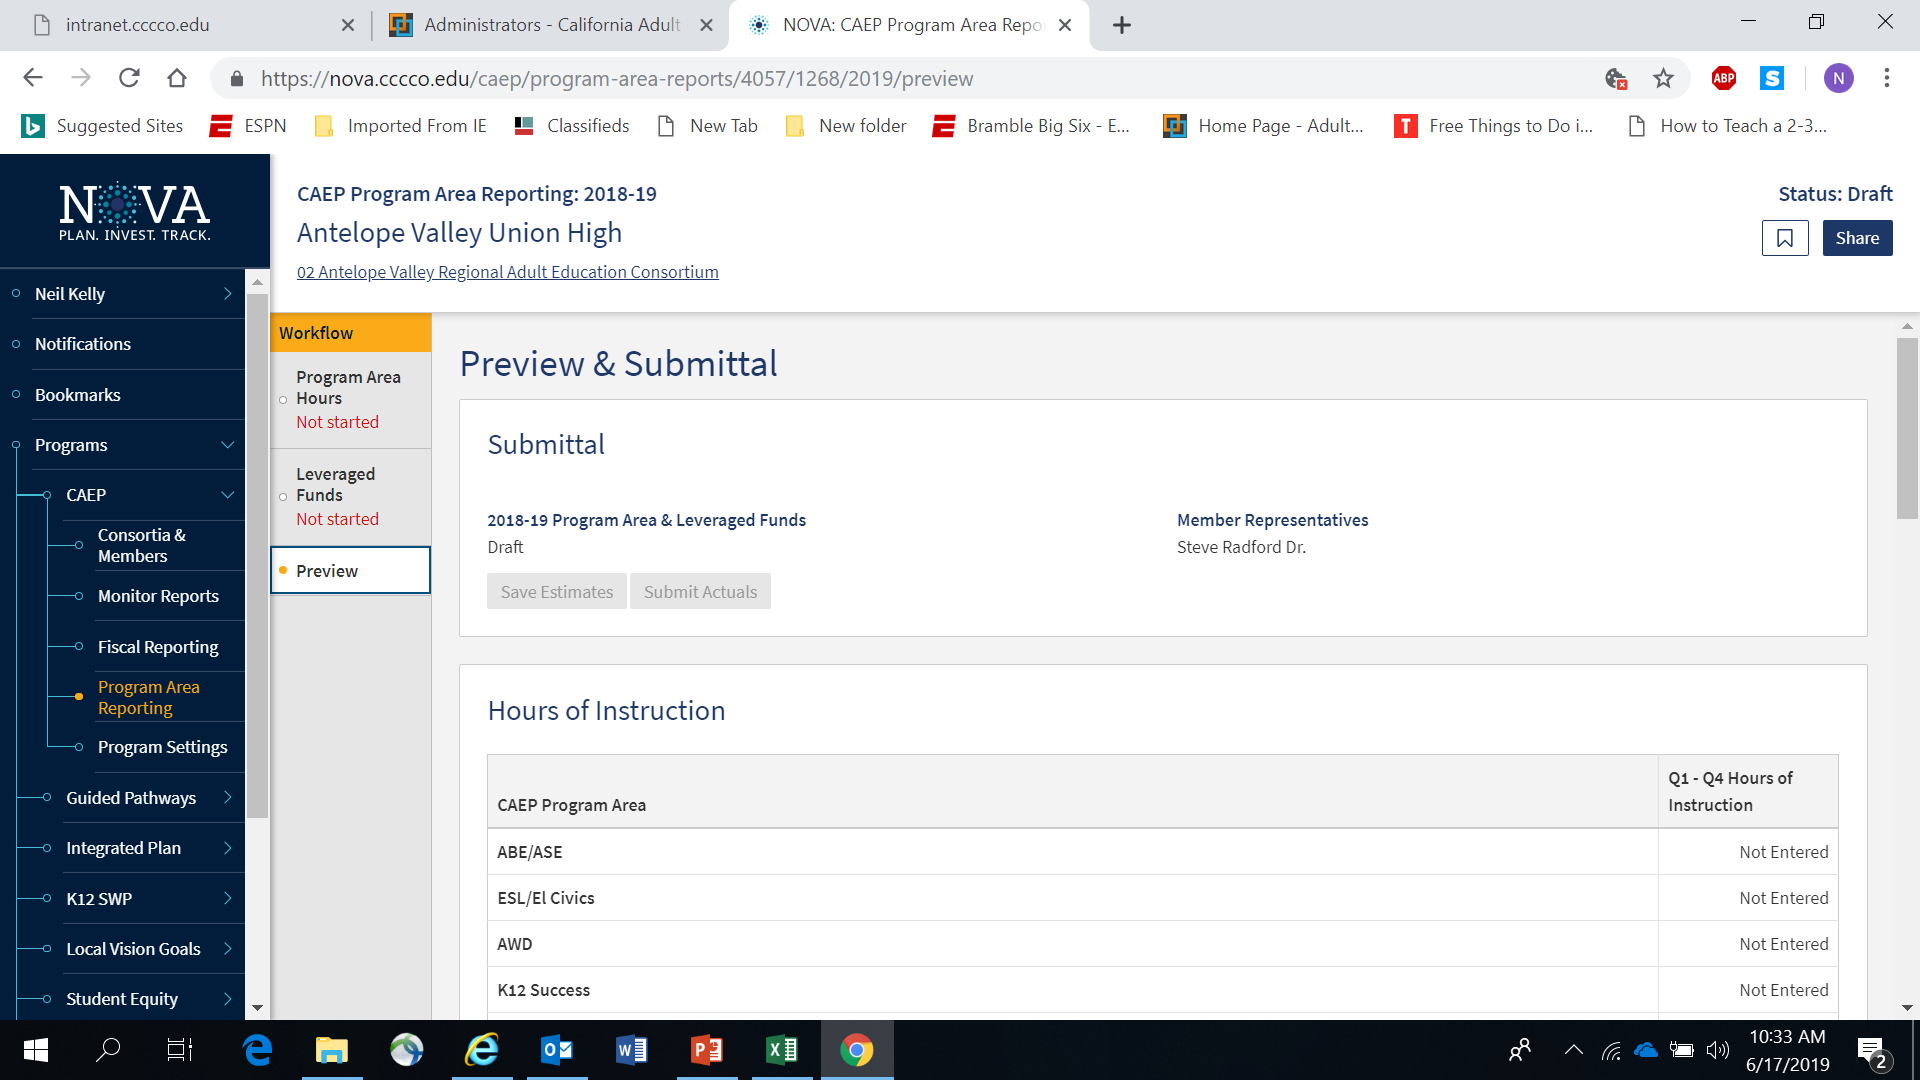 intranet.cccco.edu
Administrators - California Adult
NOVA: CAEP Program Area Repo
https://nova.cccco.edu/caep/program-area-reports/4057/1268/2019/preview
ABP
S
N
Suggested Sites
ESPN
Imported From IE
Classifieds
New Tab
New folder
Bramble Big Six - E...
Home Page - Adult...
T
Free Things to Do i...
How to Teach a 2-3...
NOVA
PLAN. INVEST. TRACK.
CAEP Program Area Reporting: 2018-19
Status: Draft
Antelope Valley Union High
Share
02 Antelope Valley Regional Adult Education Consortium
Neil Kelly
Notifications
Bookmarks
Programs
CAEP
Consortia &
Members
Monitor Reports
Fiscal Reporting
Program Area
Reporting
Program Settings
Guided Pathways
Integrated Plan
K12 SWP
Local Vision Goals
Student Equity
Workflow
Program Area
Hours
Not started
Leveraged
Funds
Not started
Preview
Preview & Submittal
Submittal
2018-19 Program Area & Leveraged Funds
Draft
Member Representatives
Steve Radford Dr.
Save Estimates
Submit Actuals
Hours of Instruction
CAEP Program Area
Q1 - Q4 Hours of
Instruction
ABE/ASE
Not Entered
ESL/El Civics
Not Entered
AWD
Not Entered
K12 Success
Not Entered
10:33 AM
6/17/2019
2